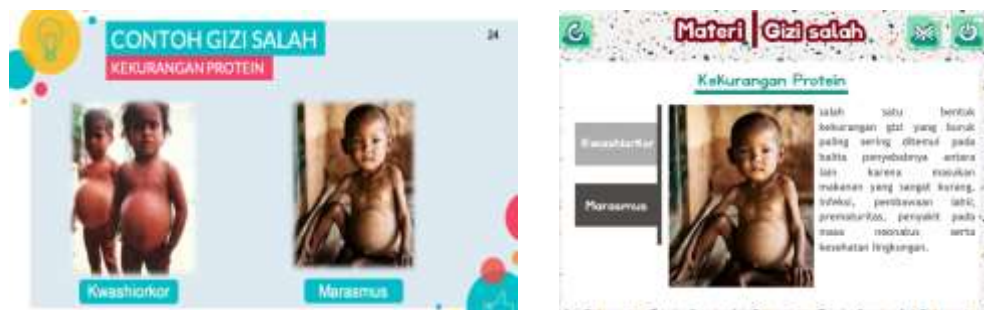 CONTOH GIZI SALAH
24
KEKURANGAN PROTEIN
Kwashiorkor
Marasmus
Materi Gizi salah
Kekurangan Protein
Kwashiorkor
Marasmus
salah satu bentuk
kekurangan gizi yang buruk
paling sering ditemui pada
balita penyebabnya antara
lain karena masukan
makanan yang sangat kurang,
infeksi, pembawaan lahir,
prematuritas, penyakit pada
masa neonatus serta
kesehatan lingkungan.